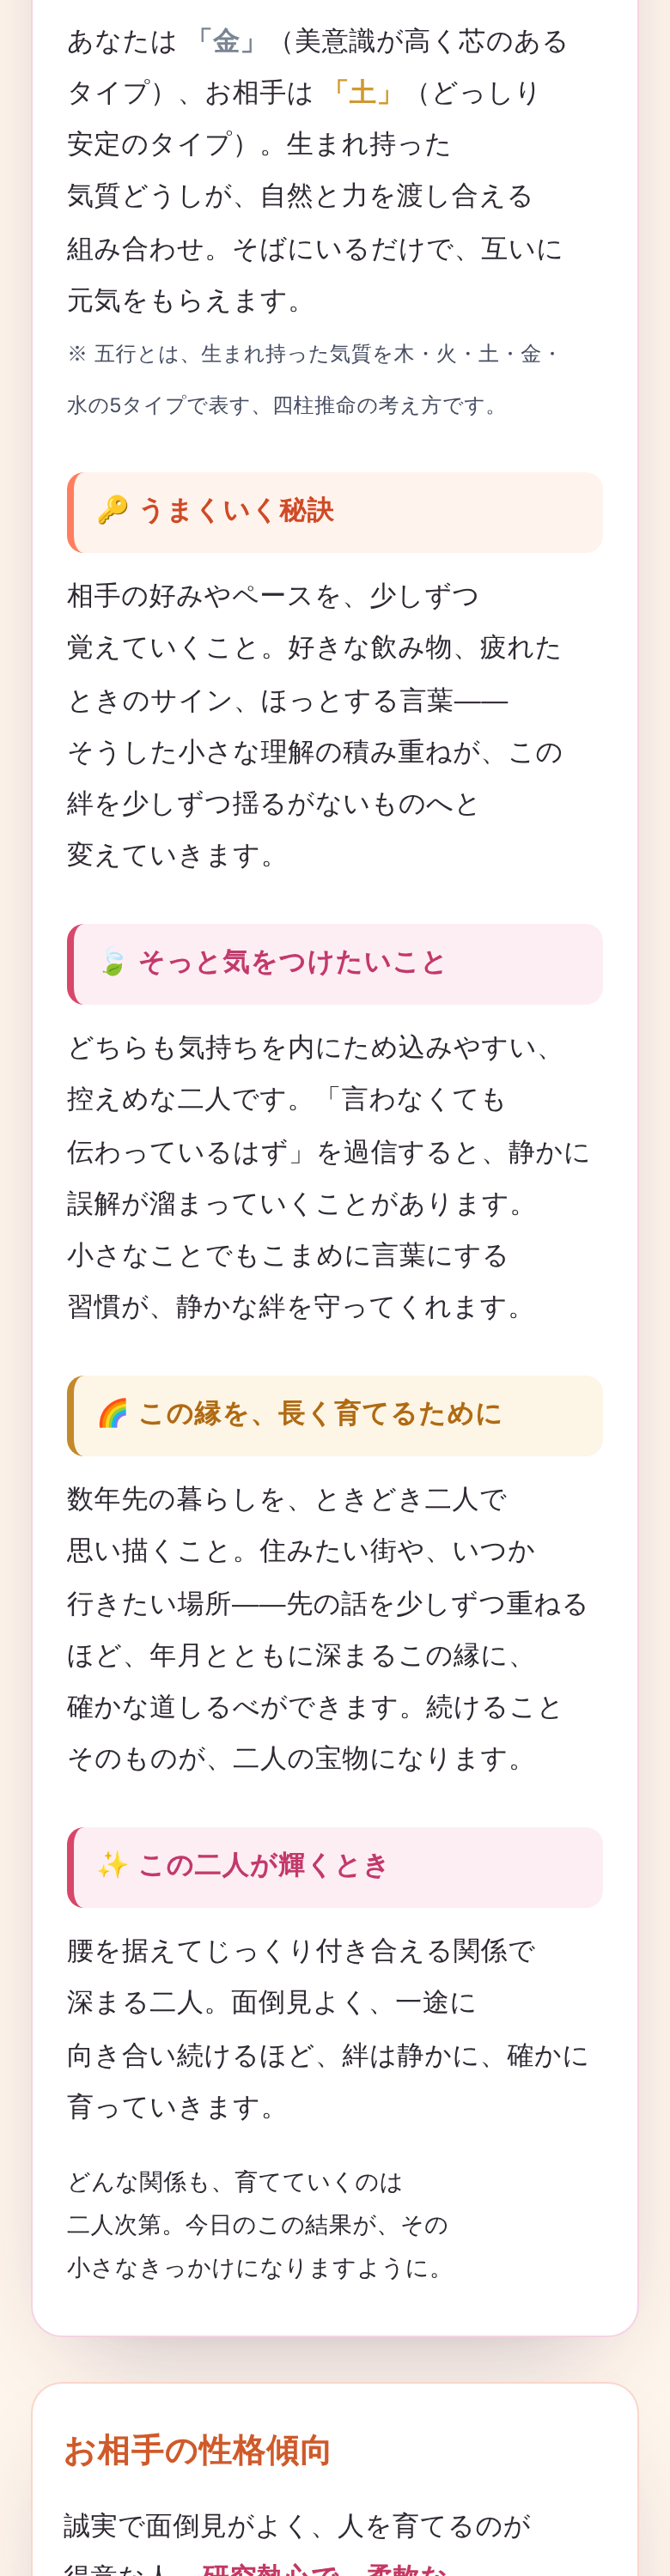 あなたは「金」（美意識が高く芯のある
タイプ）、お相手は「土」（どっしり
安定のタイプ）。生まれ持った
気質どうしが、自然と力を渡し合える
組み合わせ。そばにいるだけで、互いに
元気をもらえます。
※ 五行とは、生まれ持った気質を木・火・土・金・
水の5タイプで表す、四柱推命の考え方です。
🔑 うまくいく秘訣
相手の好みやペースを、少しずつ
覚えていくこと。好きな飲み物、疲れた
ときのサイン、ほっとする言葉——
そうした小さな理解の積み重ねが、この
絆を少しずつ揺るがないものへと
変えていきます。
🍃 そっと気をつけたいこと
どちらも気持ちを内にため込みやすい、
控えめな二人です。「言わなくても
伝わっているはず」を過信すると、静かに
誤解が溜まっていくことがあります。
小さなことでもこまめに言葉にする
習慣が、静かな絆を守ってくれます。
🌈 この縁を、長く育てるために
数年先の暮らしを、ときどき二人で
思い描くこと。住みたい街や、いつか
行きたい場所——先の話を少しずつ重ねる
ほど、年月とともに深まるこの縁に、
確かな道しるべができます。続けること
そのものが、二人の宝物になります。
✨ この二人が輝くとき
腰を据えてじっくり付き合える関係で
深まる二人。面倒見よく、一途に
向き合い続けるほど、絆は静かに、確かに
育っていきます。
どんな関係も、育てていくのは
二人次第。今日のこの結果が、その
小さなきっかけになりますように。
お相手の性格傾向
誠実で面倒見がよく、人を育てるのが
得意な人。研究熱心で、柔軟な